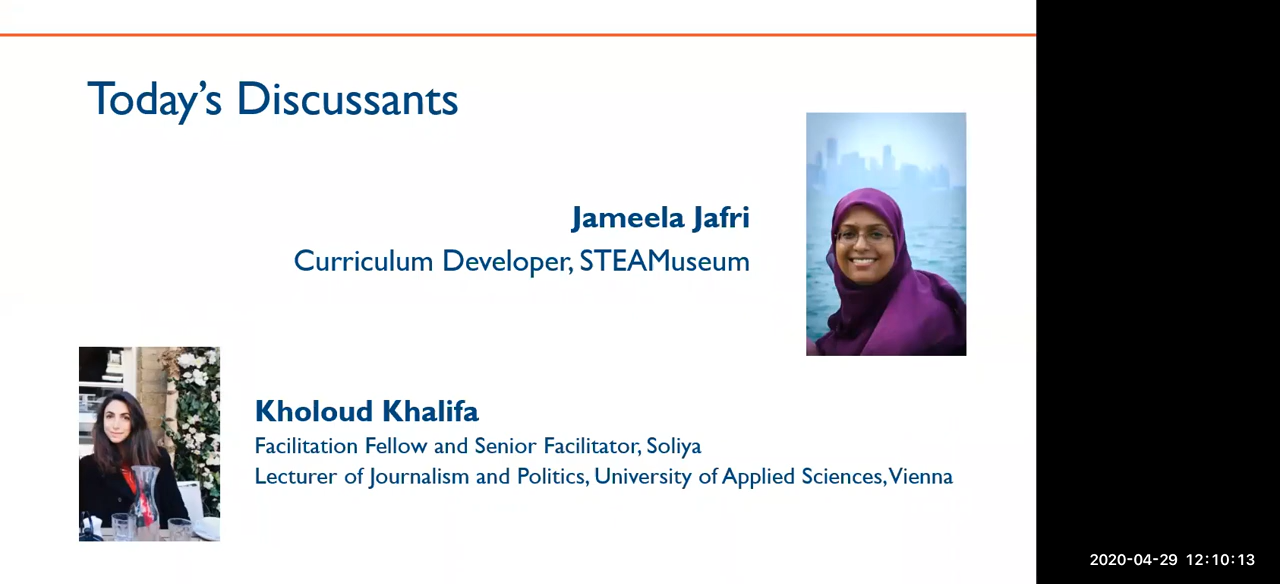 Today's Discussants
Jameela Jafri
Curriculum Developer, STEAMuseum
Kholoud Khalifa
Facilitation Fellow and Senior Facilitator, Soliya
Lecturer of Journalism and Politics, University of Applied Sciences, Vienna
2020-04-29 12:10:13